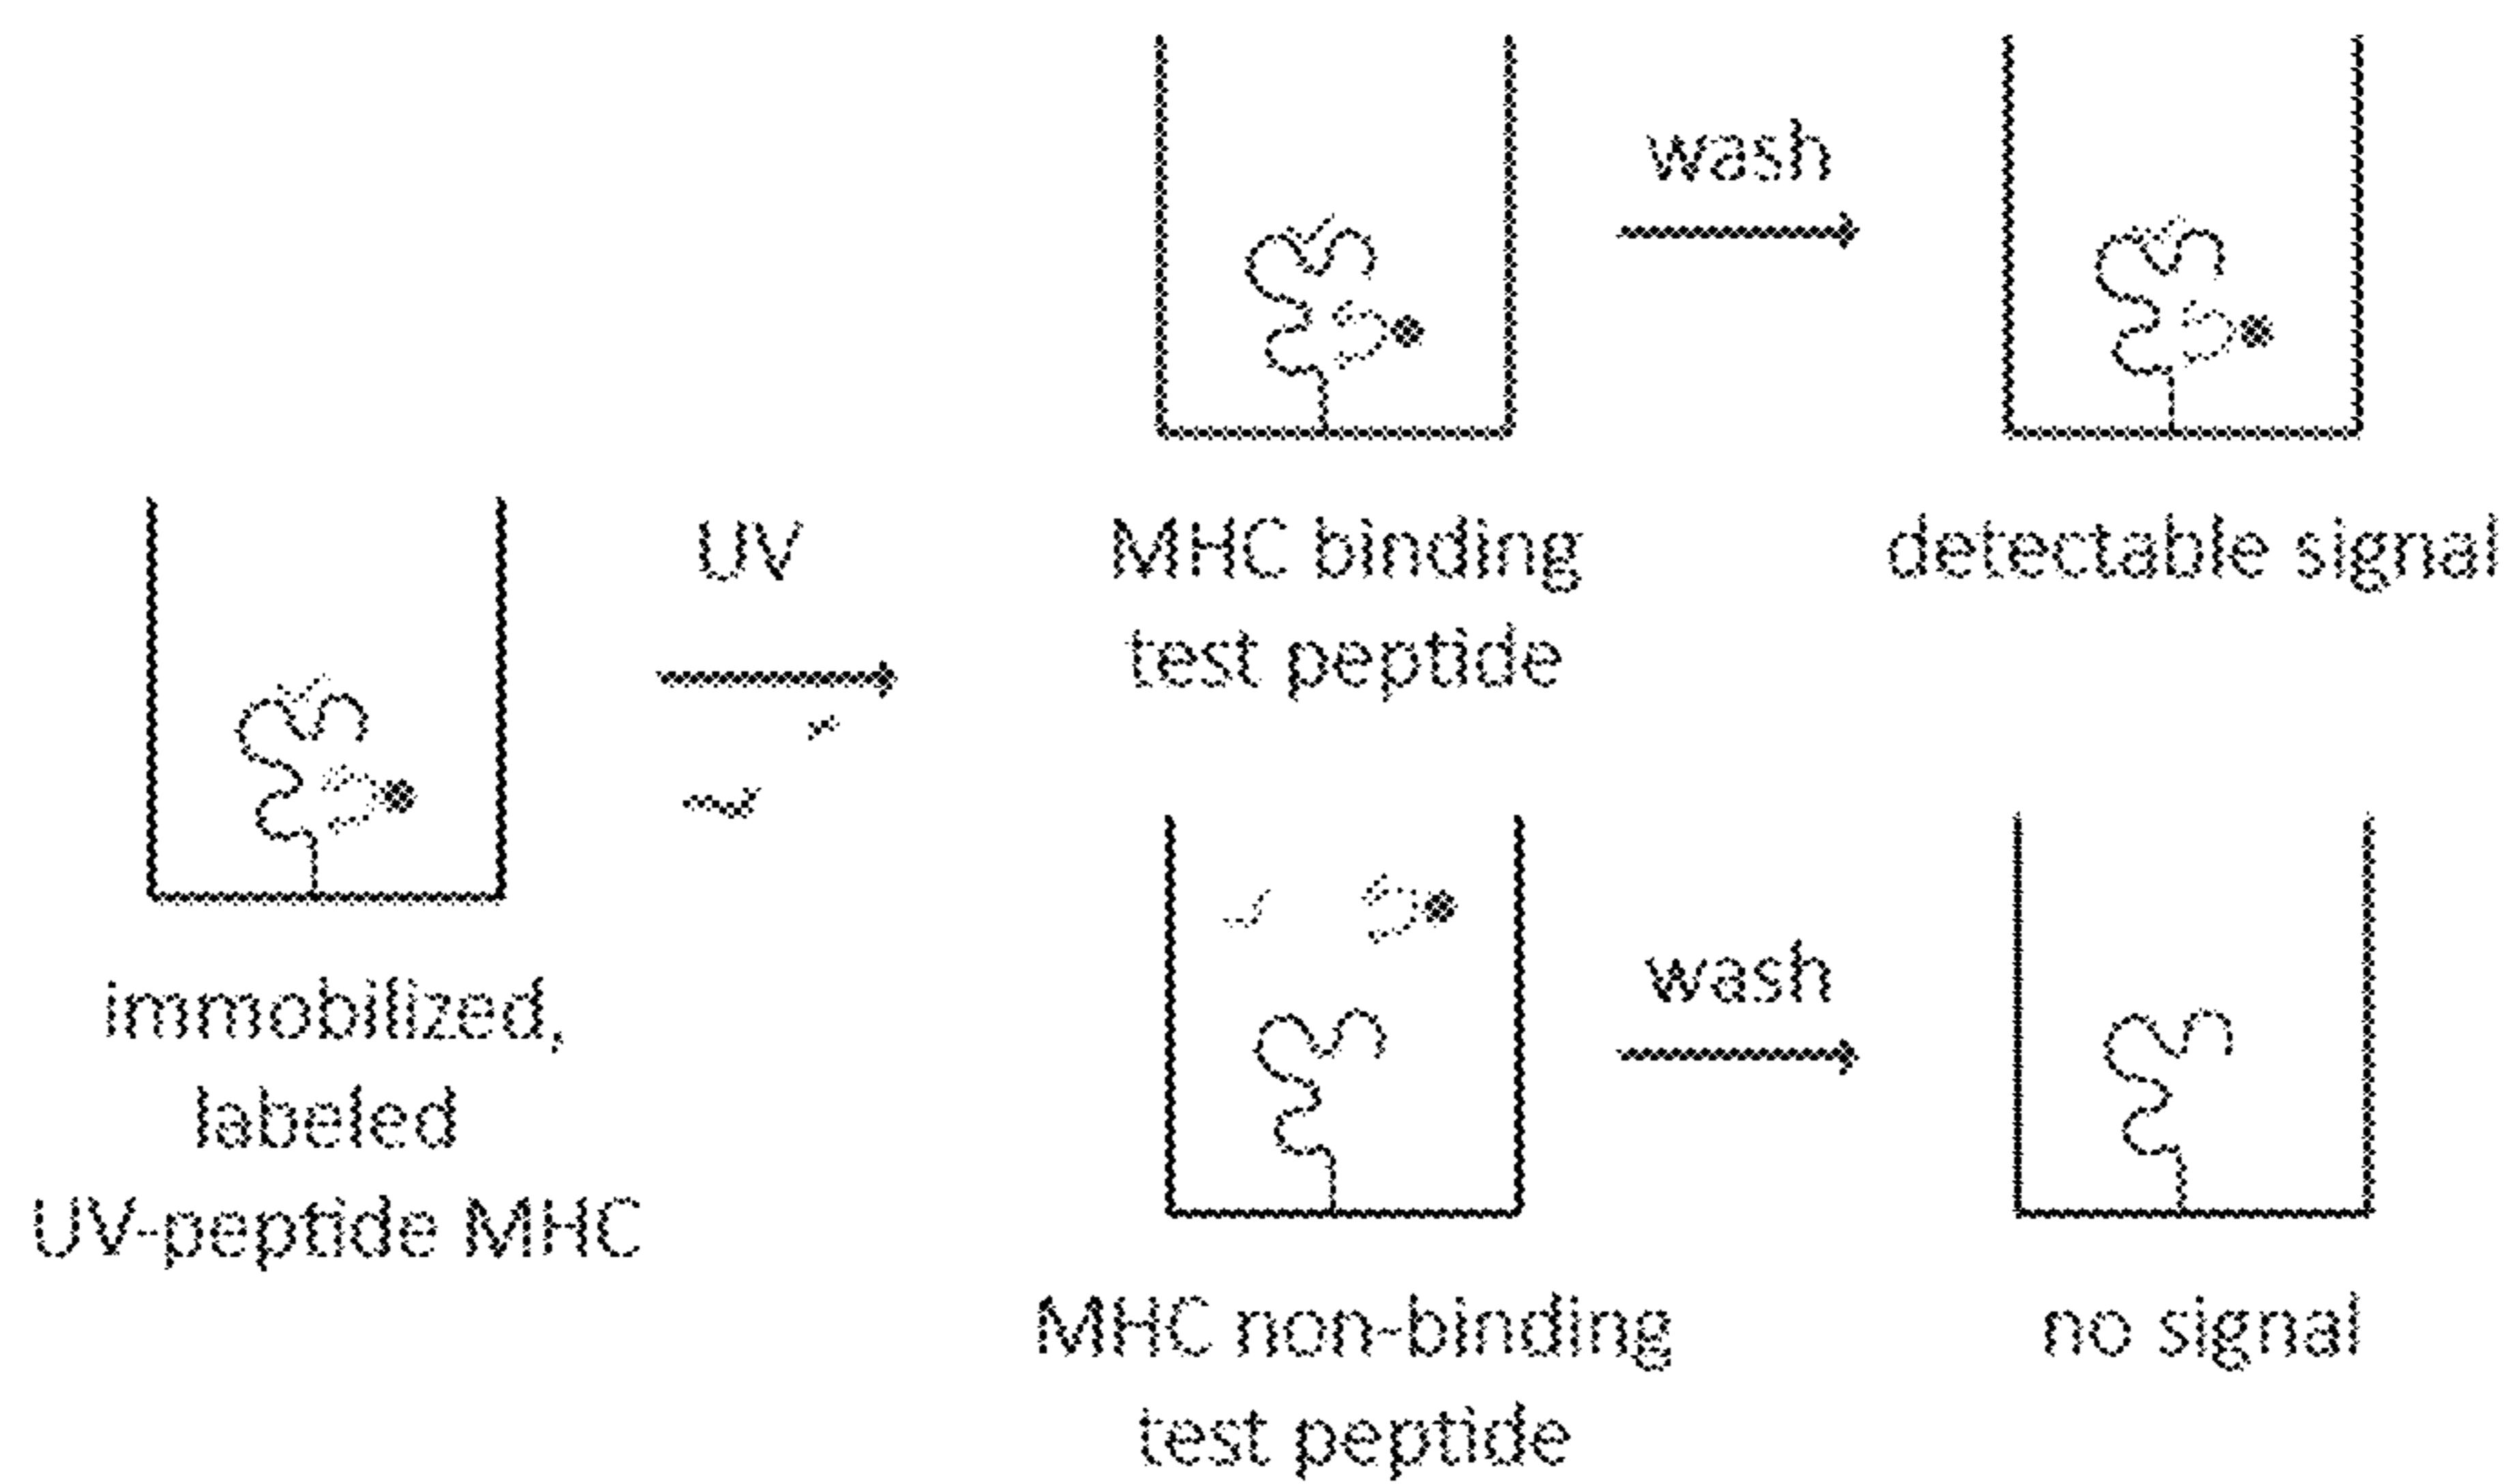 wash
UV
MHC binding
test peptide
detectable signal
immobilized,
labeled
UV-peptide MHC
wash
MHC non-binding
test peptide
no signal